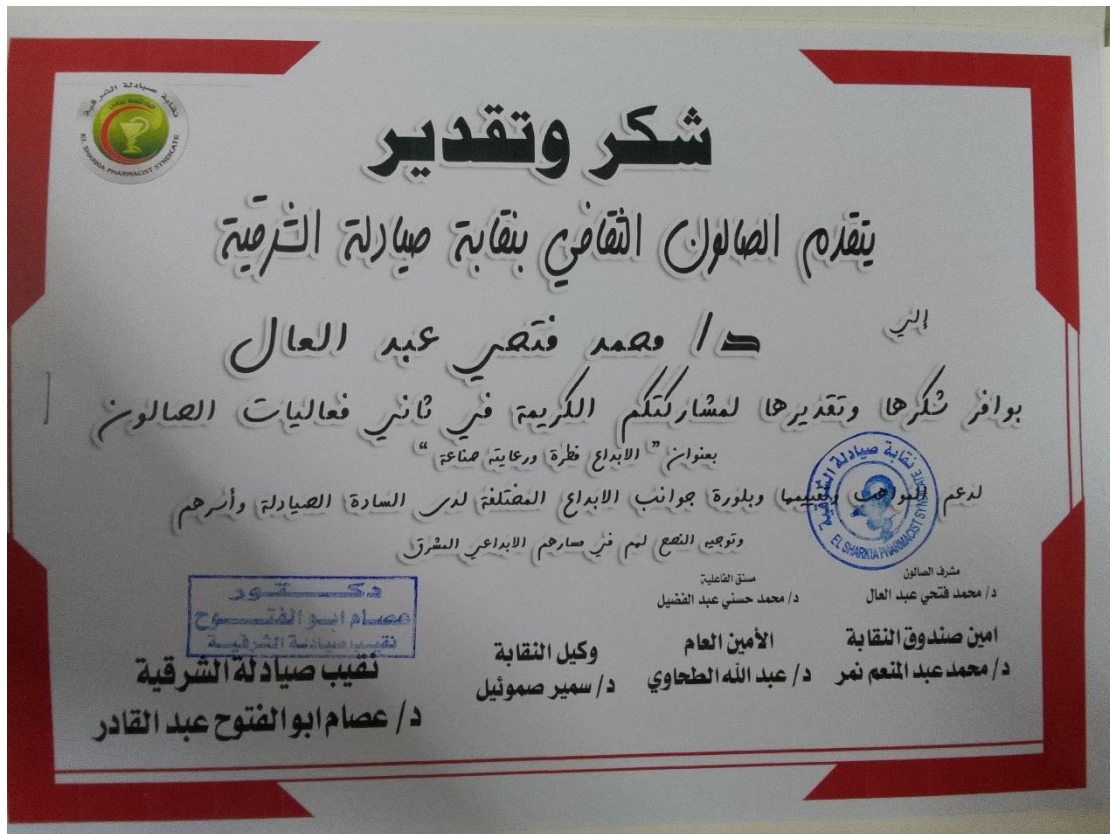 نقابة صيادلة الشرقية
EL SHARQIA PHARMACIST SYNDICATE
شكر وتقدير
يتقدم الصالون الثقافي بنقابة صيادلة الشرقية
إلي
د/ محمد فتحي عبد العال
بوافر شكرها وتقديرها لمشاركتكم الكريمة في ثاني فعاليات الصالون
بعنوان " الابداع فطرة ورعايته صناعة "
لدعم المواهب وتقييمها وبلورة جوانب الابداع المختلفة لدى السادة الصيادلة وأسرهم
وتوجيه النصح لهم في مسارهم الابداعي المشرق
نقابة صيادلة الشرقية
EL SHARKIA PHARMACIST SYNDICATE
مشرف الصالون
د/ محمد فتحي عبد العال
منسق الفاعلية
د/ محمد حسني عبد الفضيل
امين صندوق النقابة
د/ محمد عبد المنعم نمر
الأمين العام
د/ عبد الله الطحاوي
وكيل النقابة
د/ سمير صموئيل
دكتور
عصام ابو الفتوح
نقيب صيادلة الشرقية
نقيب صيادلة الشرقية
د/ عصام ابو الفتوح عبد القادر